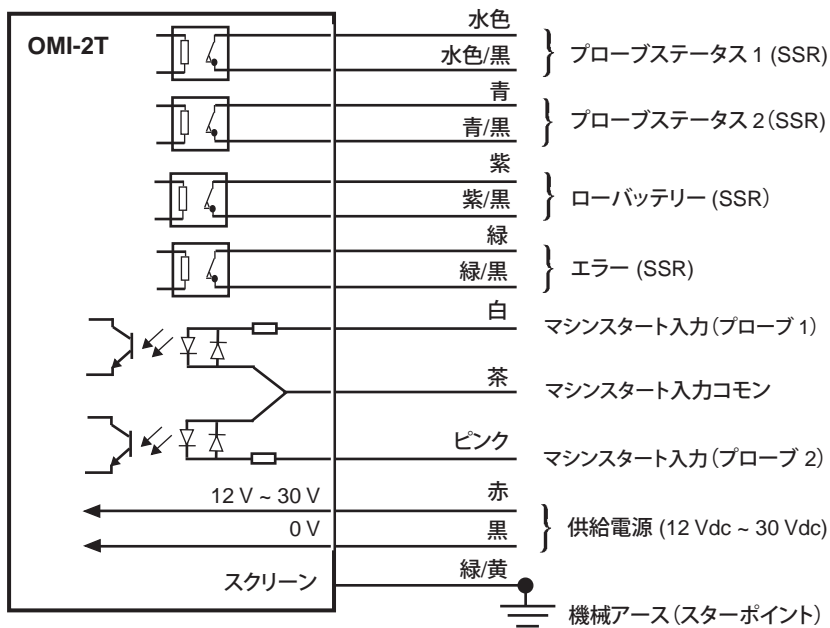 OMI-2T
水色
水色/黒
プローブステータス 1 (SSR)
青
青/黒
プローブステータス 2(SSR)
紫
紫/黒
ローバッテリー (SSR)
緑
緑/黒
エラー (SSR)
白
マシンスタート入力(プローブ 1)
茶
マシンスタート入力コモン
ピンク
マシンスタート入力(プローブ 2)
12 V ~ 30 V
赤
0 V
黒
供給電源 (12 Vdc ~ 30 Vdc)
スクリーン
緑/黄
機械アース(スターポイント)